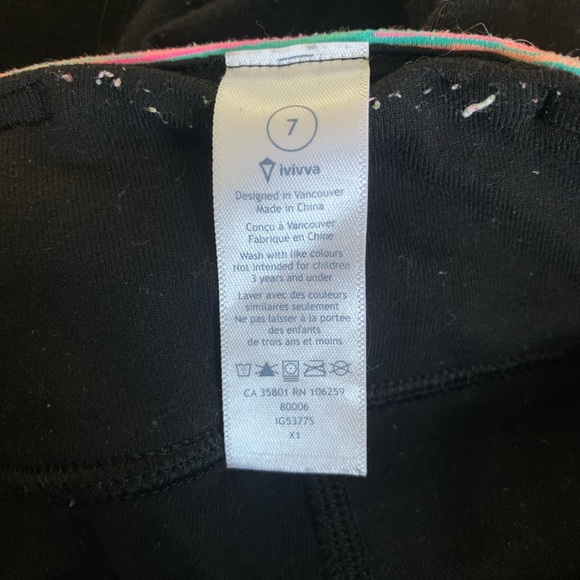 7
ivivva
Designed in Vancouver
Made in China
Conçu à Vancouver
Fabriqué en Chine
Wash with like colours
Not intended for children
3 years and under
Laver avec des couleurs
similaires seulement
Ne pas laisser à la portée
des enfants
de trois ans et moins
CA 35801 RN 106259
80006
IG5377S
X1